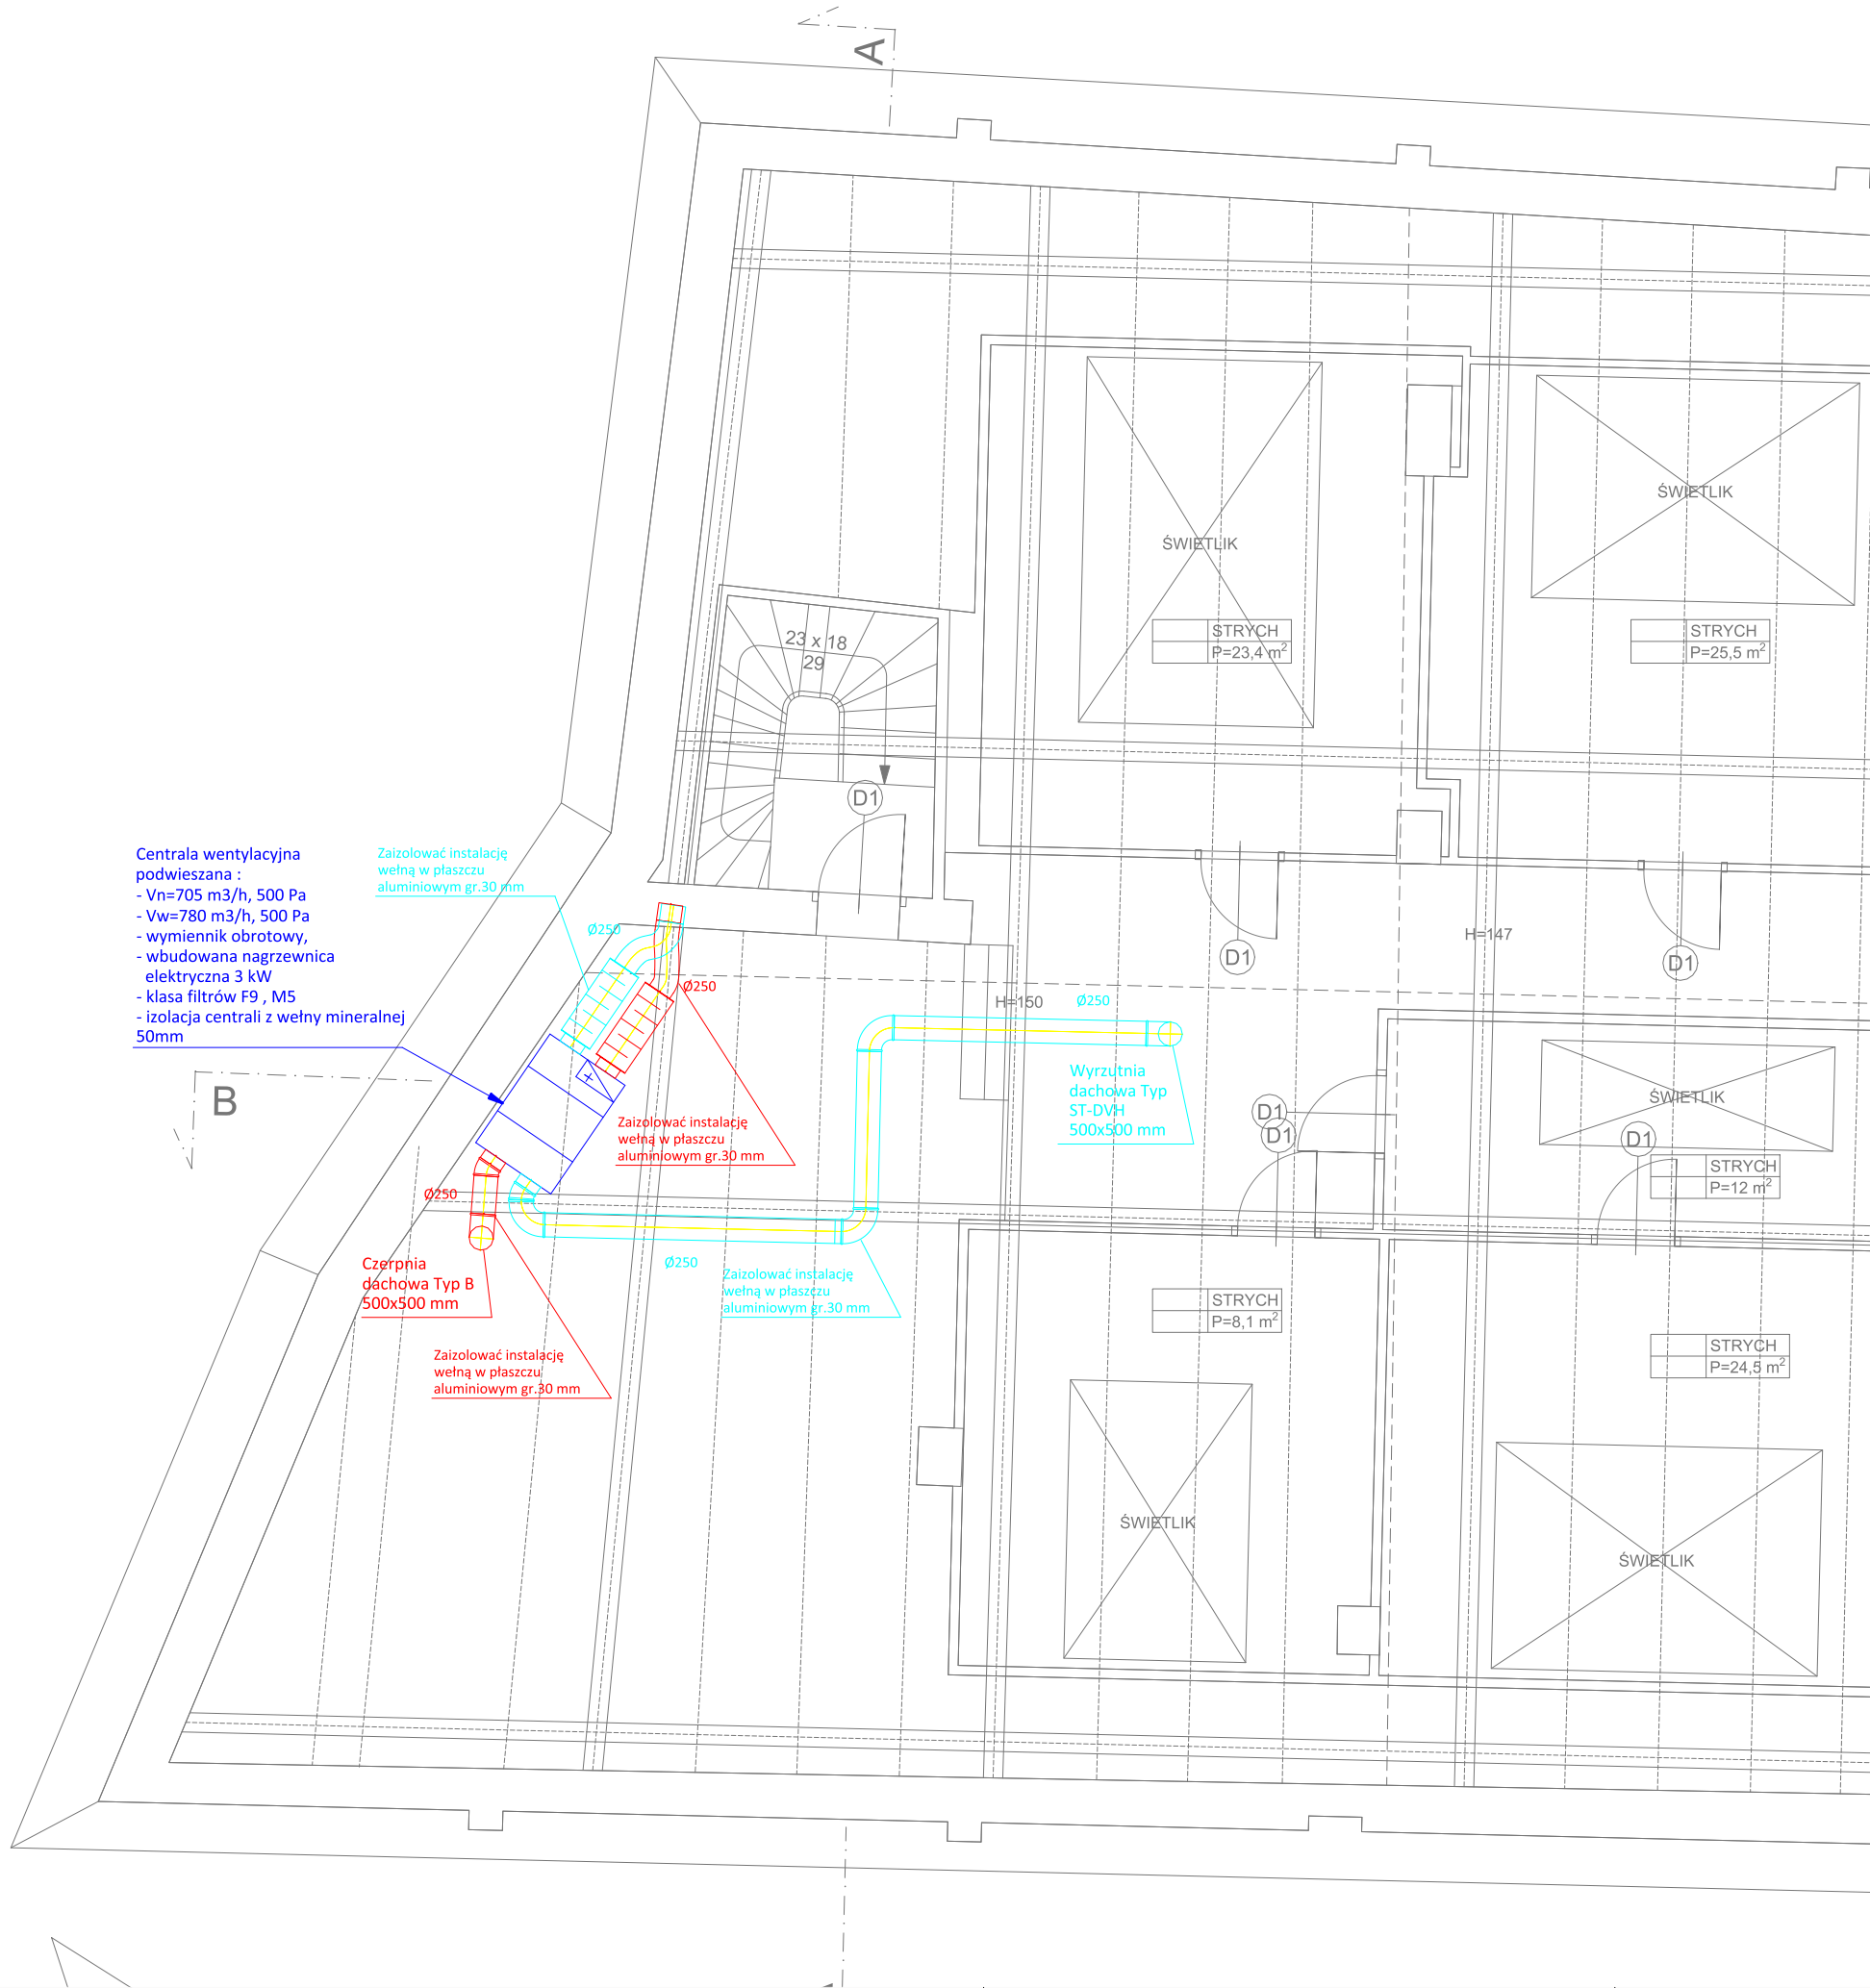 A
ŚWIETLIK
ŚWIETLIK
STRYCH
P=23,4 m²
STRYCH
P=25,5 m²
23 x 18
29
D1
Centrala wentylacyjna
podwieszana :
- Vn=705 m3/h, 500 Pa
- Vw=780 m3/h, 500 Pa
- wymiennik obrotowy,
- wbudowana nagrzewnica
elektryczna 3 kW
- klasa filtrów F9 , M5
- izolacja centrali z wełny mineralnej
50mm
Zaizolować instalację
wełną w płaszczu
aluminiowym gr.30 mm
Ø250
Ø250
H=147
D1
D1
H=150
Ø250
Wyrzutnia
dachowa Typ
ST-DVH
500x500 mm
B
Zaizolować instalację
wełną w płaszczu
aluminiowym gr.30 mm
D1
D1
ŚWIETLIK
D1
STRYCH
P=12 m²
Ø250
Czerpnia
dachowa Typ B
500x500 mm
Ø250
Zaizolować instalację
wełną w płaszczu
aluminiowym gr.30 mm
Zaizolować instalację
wełną w płaszczu
aluminiowym gr.30 mm
STRYCH
P=8,1 m²
STRYCH
P=24,5 m²
ŚWIETLIK
ŚWIETLIK